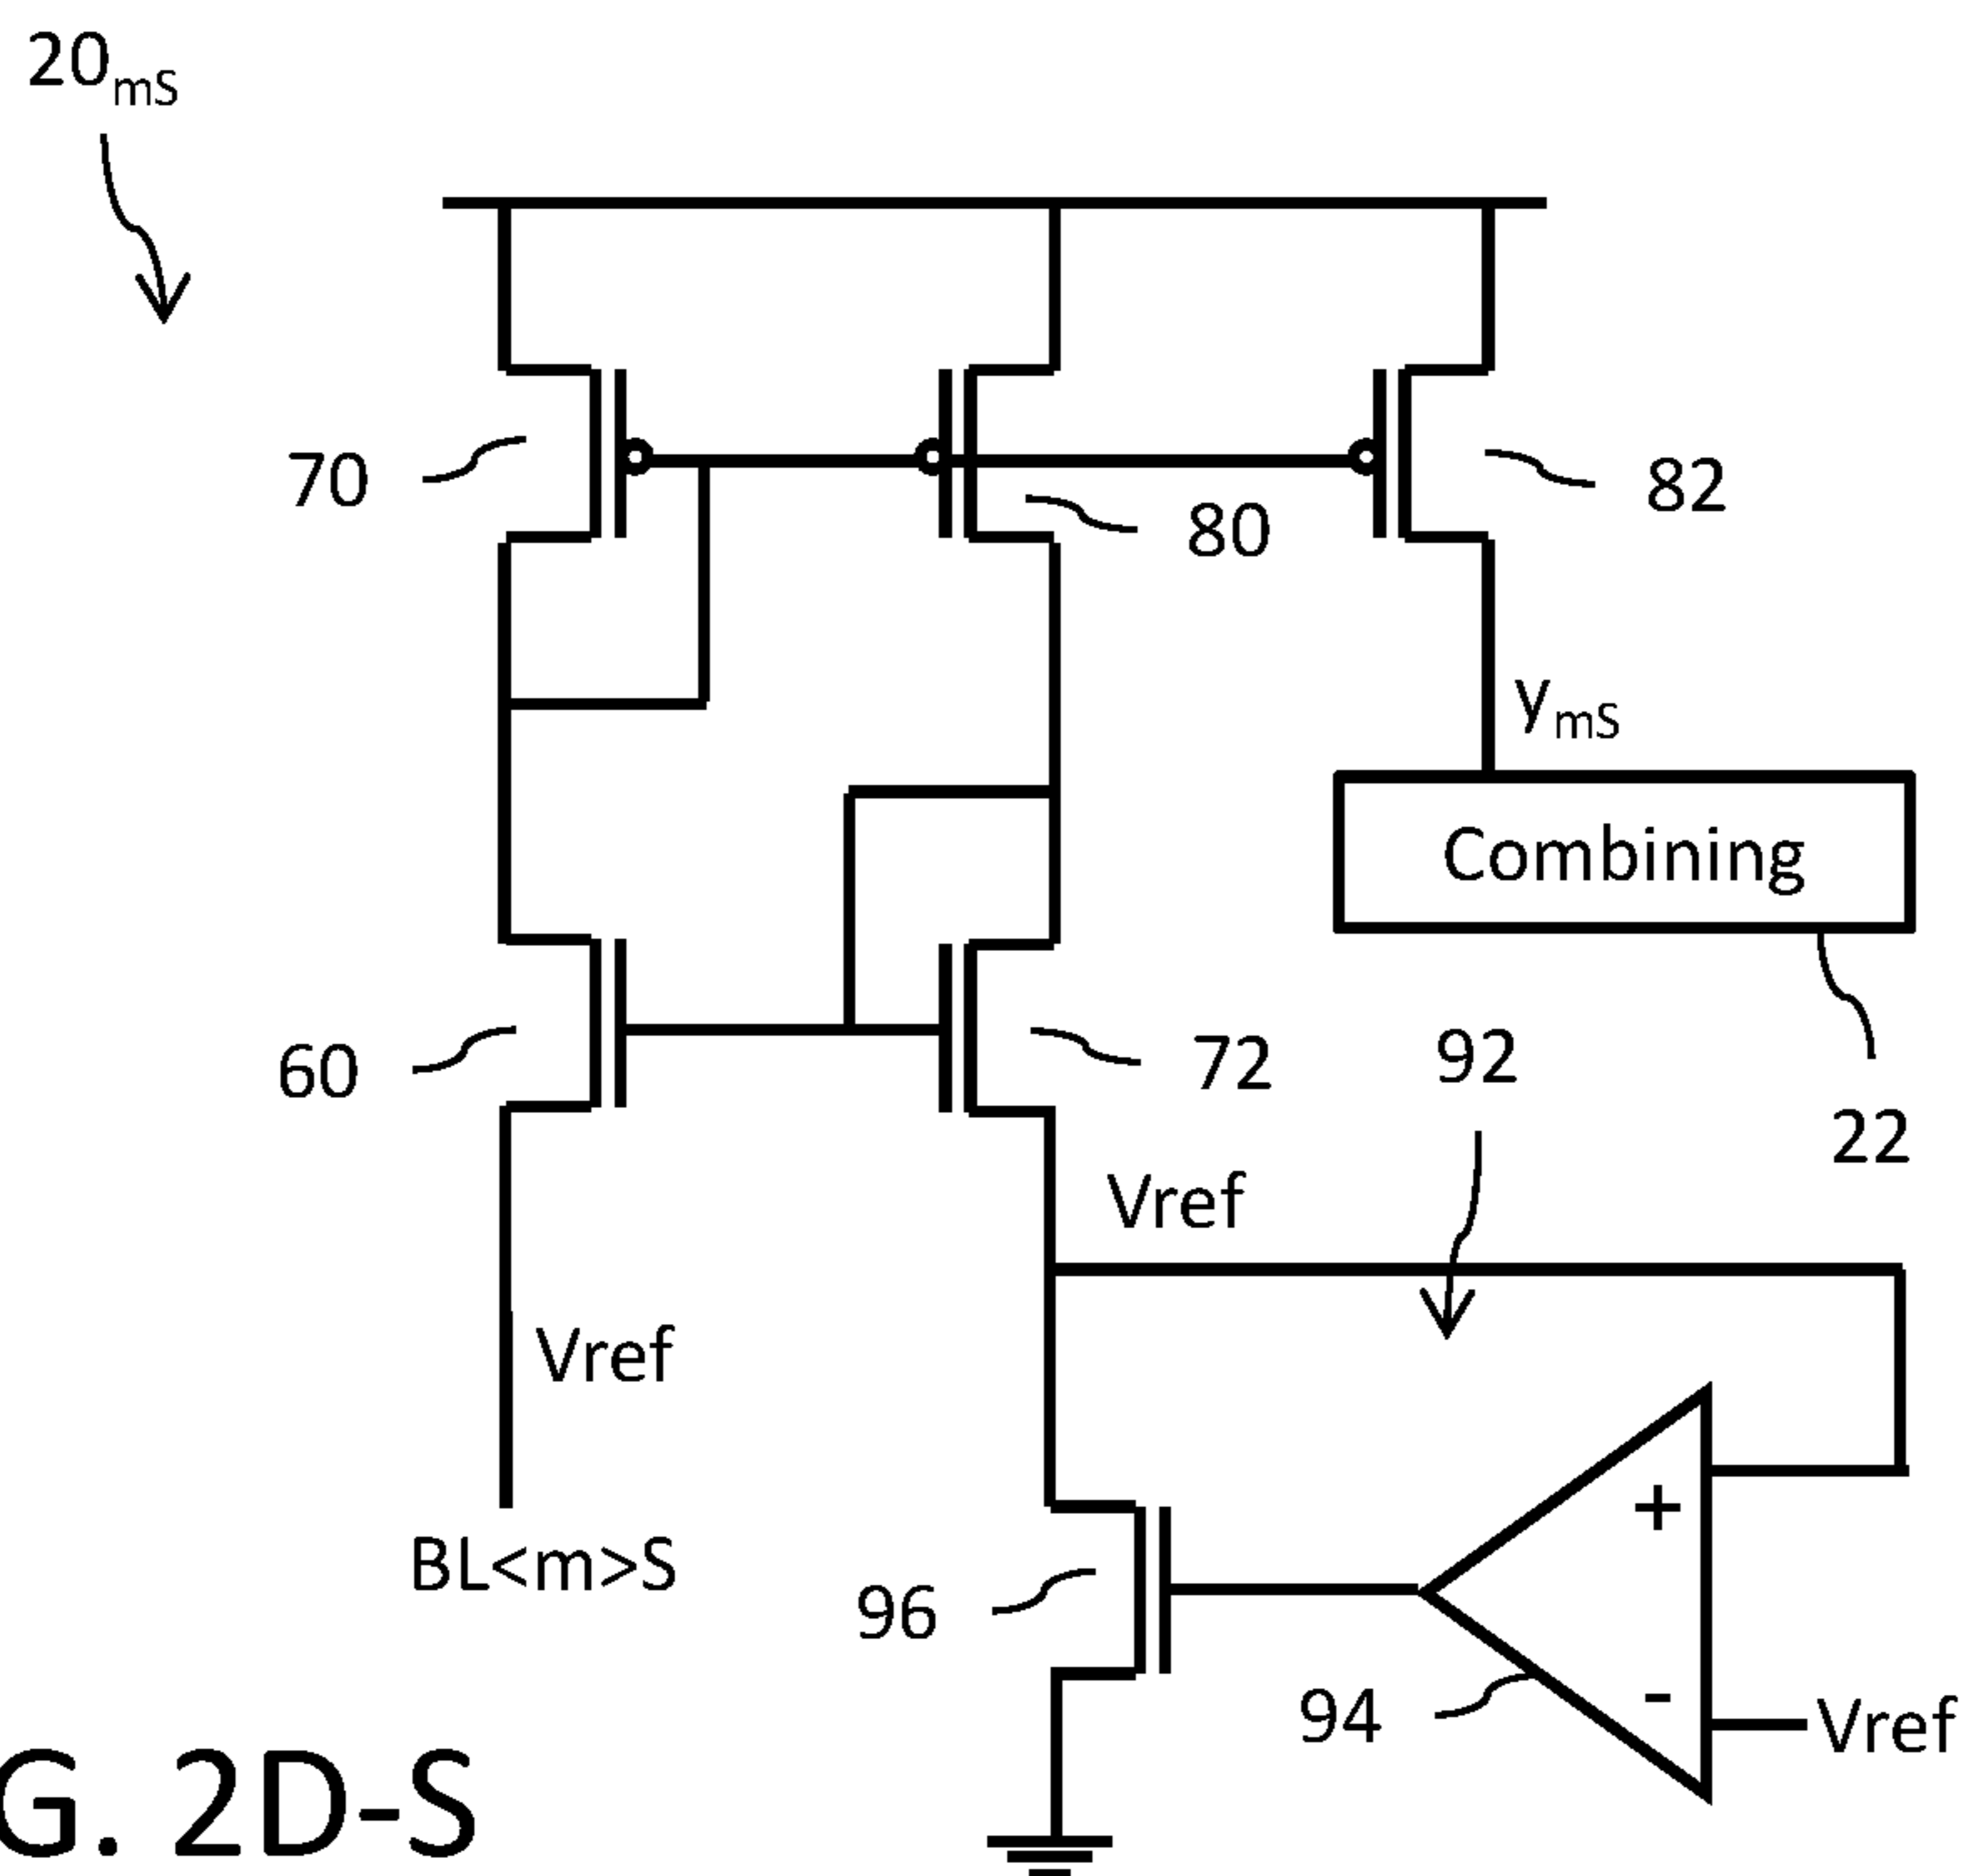 20mS
70
80
82
ymS
Combining
60
72
92
22
Vref
Vref
BL<m>S
96
+
-
94
Vref
G. 2D-S